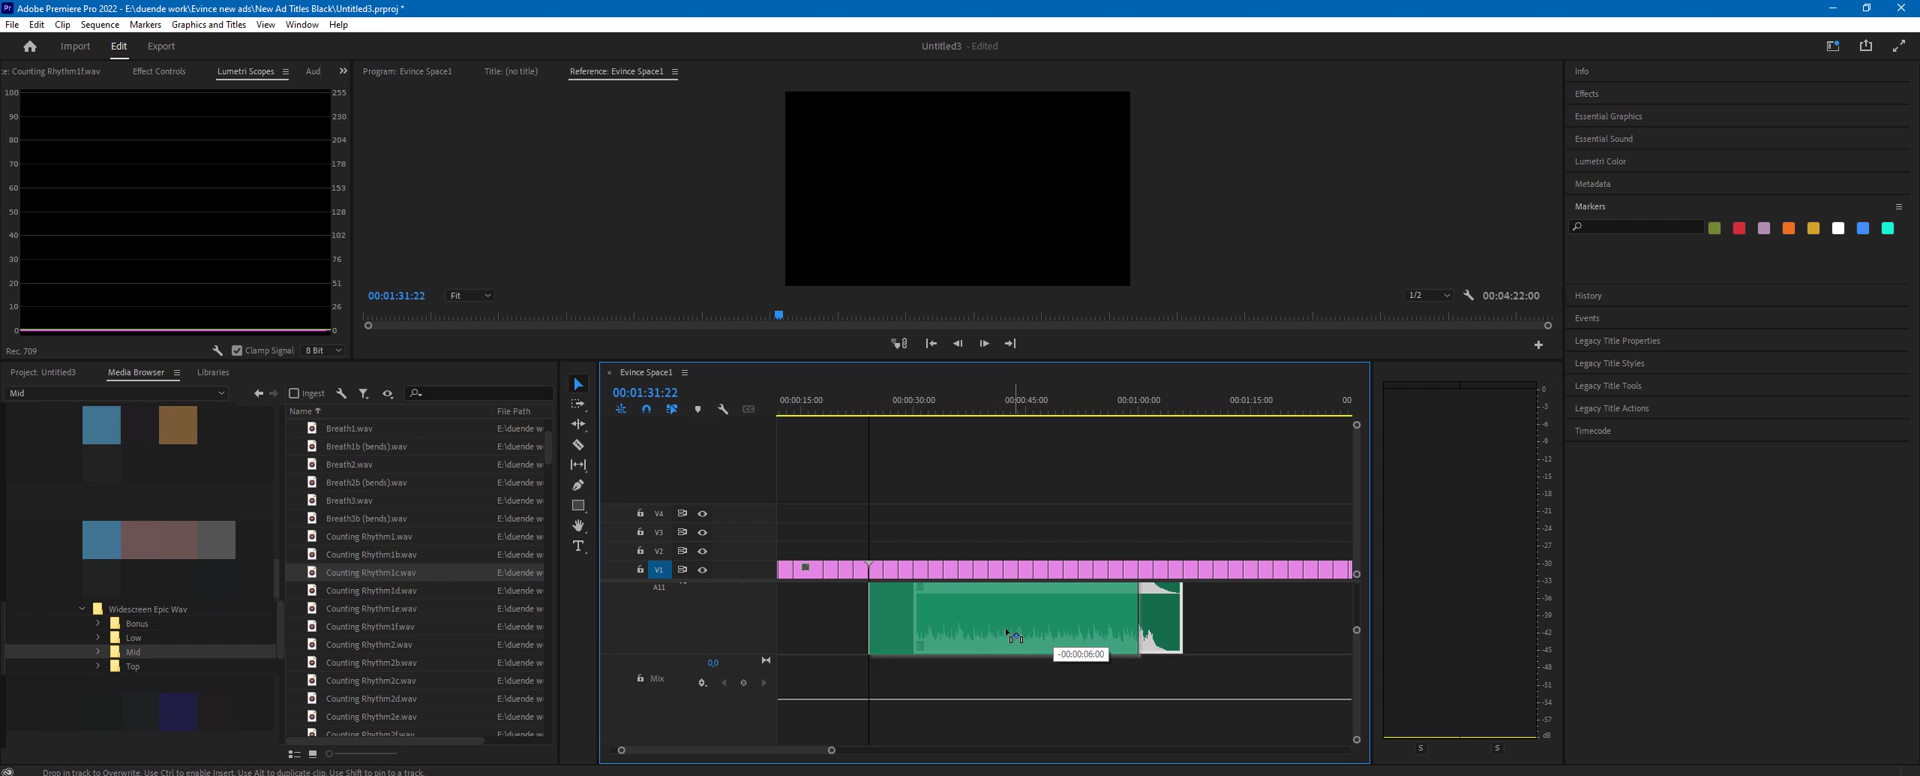 Adobe Premiere Pro 2022 - E:\duende work\Evince new ads\New Ad Titles Black\Untitled3.prproj *
File Edit Clip Sequence Markers Graphics and Titles View Window Help
Import Edit Export
Untitled3 - Edited
ce: Counting Rhythm1f.wav Effect Controls Lumetri Scopes Aud
Program: Evince Space1 Title: (no title) Reference: Evince Space1
100 255
90 230
80 204
70 178
60 153
50 128
40 102
30 76
20 51
10 26
0 0
Rec. 709 Clamp Signal 8 Bit
00:01:31:22 Fit 1/2 00:04:22:00
Info
Effects
Essential Graphics
Essential Sound
Lumetri Color
Metadata
Markers
History
Events
Legacy Title Properties
Legacy Title Styles
Legacy Title Tools
Legacy Title Actions
Timecode
Project: Untitled3 Media Browser Libraries
Mid
Ingest
Name File Path
Breath1.wav E:\duende w
Breath1b (bends).wav E:\duende w
Breath2.wav E:\duende w
Breath2b (bends).wav E:\duende w
Breath3.wav E:\duende w
Breath3b (bends).wav E:\duende w
Counting Rhythm1.wav E:\duende w
Counting Rhythm1b.wav E:\duende w
Counting Rhythm1c.wav E:\duende w
Counting Rhythm1d.wav E:\duende w
Counting Rhythm1e.wav E:\duende w
Counting Rhythm1f.wav E:\duende w
Counting Rhythm2.wav E:\duende w
Counting Rhythm2b.wav E:\duende w
Counting Rhythm2c.wav E:\duende w
Counting Rhythm2d.wav E:\duende w
Counting Rhythm2e.wav E:\duende w
Counting Rhythm2f.wav E:\duende w
Widescreen Epic Wav
Bonus
Low
Mid
Top
Evince Space1
00:01:31:22
00:00:15:00 00:00:30:00 00:00:45:00 00:01:00:00 00:01:15:00 00
V4
V3
V2
V1
A11
-00:00:06:00
0,0
Mix
0
-3
-6
-9
-12
-15
-18
-21
-24
-27
-30
-33
-36
-39
-42
-45
-48
-51
-54
-57
dB
S S
Drop in track to Overwrite. Use Ctrl to enable Insert. Use Alt to duplicate clip. Use Shift to pin to a track.